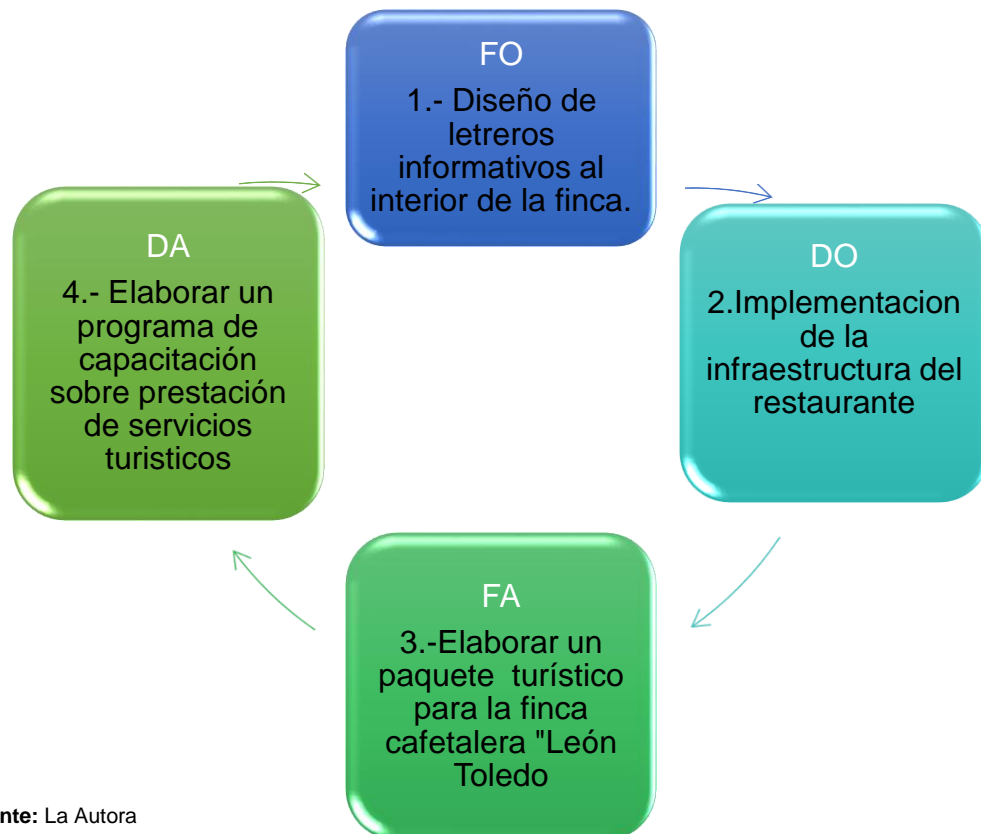 FO
1.- Diseño de
letreros
informativos al
interior de la finca.
DO
2.Implementacion
de la
infraestructura del
restaurante
FA
3.-Elaborar un
paquete turístico
para la finca
cafetalera "León
Toledo
DA
4.- Elaborar un
programa de
capacitación
sobre prestación
de servicios
turisticos
nte: La Autora